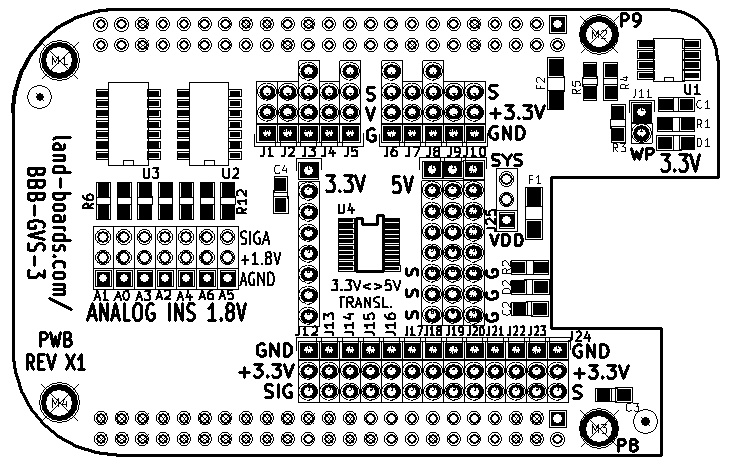 P9
M1
M2
U1
F2
R5
R4
J11
C1
R1
D1
R3
WP
3.3V
S
V
G
S
+3.3V
GND
J1 J2 J3 J4 J5
J6 J7 J8 J9 J10
U3
U2
C4
3.3V
5V
SYS
J25
VDD
F1
land-boards.com/
BBB-GVS-3
R6
R12
U4
SIGA
+1.8V
AGND
A1 A0 A3 A2 A4 A6 A5
ANALOG INS 1.8V
3.3V<>5V
TRANSL.
S G
S G
S G
R2
D2
C2
PWB
REV X1
J12 J13 J14 J15 J16 J17 J18 J19 J20 J21 J22 J23 J24
GND
+3.3V
SIG
GND
+3.3V
S
C3
M4
M3
P8